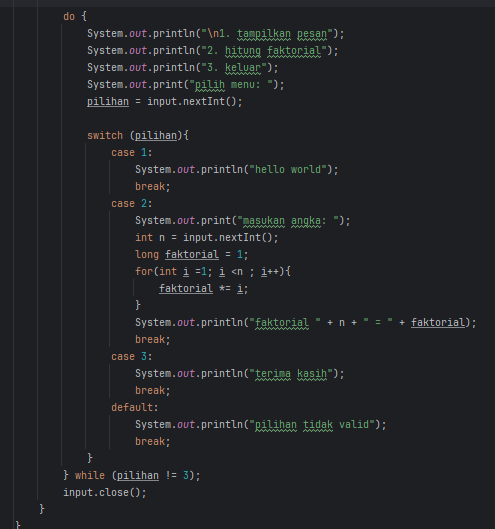 do {
System.out.println("\n1. tampilkan pesan");
System.out.println("2. hitung faktorial");
System.out.println("3. keluar");
System.out.print("pilih menu: ");
pilihan = input.nextInt();
switch (pilihan){
case 1:
System.out.println("hello world");
break;
case 2:
System.out.print("masukan angka: ");
int n = input.nextInt();
long faktorial = 1;
for(int i =1; i <n ; i++){
faktorial *= i;
}
System.out.println("faktorial " + n + " = " + faktorial);
break;
case 3:
System.out.println("terima kasih");
break;
default:
System.out.println("pilihan tidak valid");
break;
}
} while (pilihan != 3);
input.close();
}
}